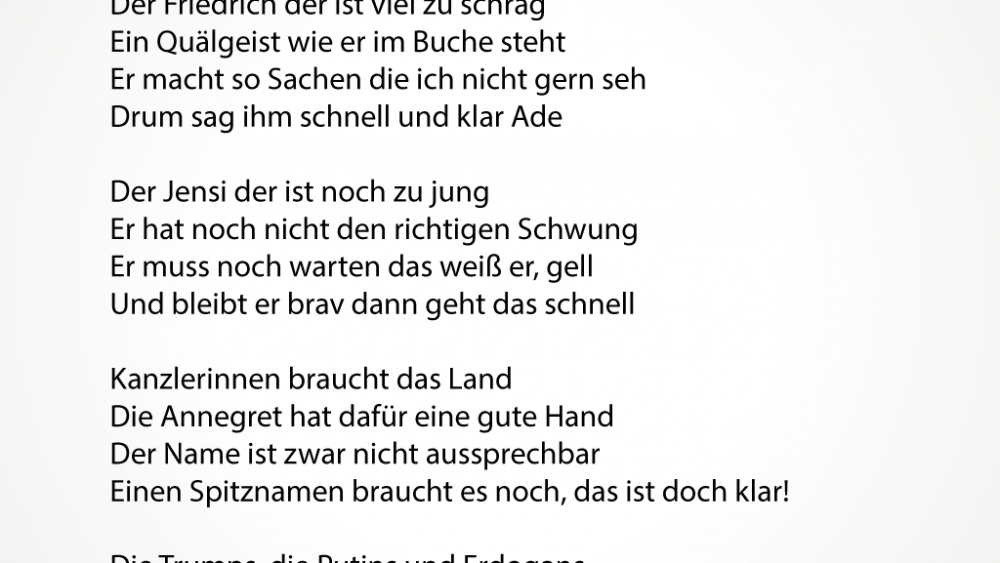 Der Friedrich der ist viel zu schräg
Ein Quälgeist wie er im Buche steht
Er macht so Sachen die ich nicht gern seh
Drum sag ihm schnell und klar Ade
Der Jensi der ist noch zu jung
Er hat noch nicht den richtigen Schwung
Er muss noch warten das weiß er, gell
Und bleibt er brav dann geht das schnell
Kanzlerinnen braucht das Land
Die Annegret hat dafür eine gute Hand
Der Name ist zwar nicht aussprechbar
Einen Spitznamen braucht es noch, das ist doch klar!
Die Trumps, die Putins und Erdogans